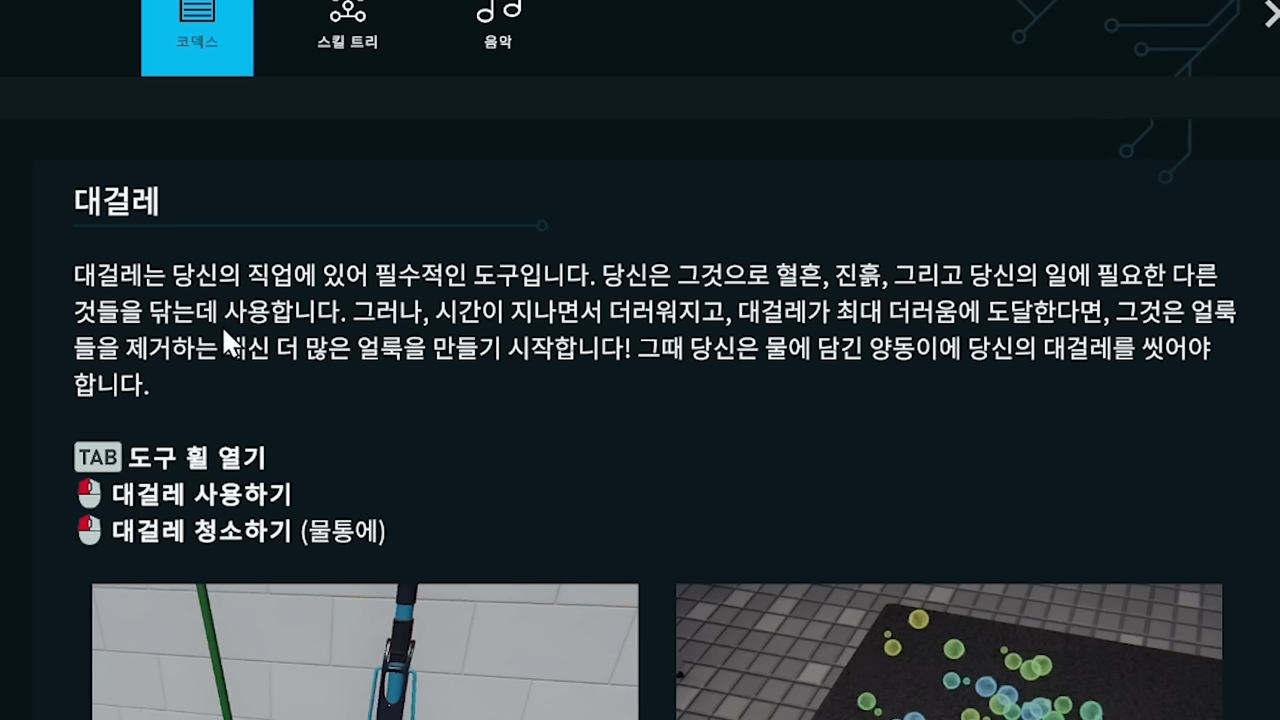 코덱스
스킬 트리
음악
대걸레
대걸레는 당신의 직업에 있어 필수적인 도구입니다. 당신은 그것으로 혈흔, 진흙, 그리고 당신의 일에 필요한 다른
것들을 닦는데 사용합니다. 그러나, 시간이 지나면서 더러워지고, 대걸레가 최대 더러움에 도달한다면, 그것은 얼룩
들을 제거하는 대신 더 많은 얼룩을 만들기 시작합니다! 그때 당신은 물에 담긴 양동이에 당신의 대걸레를 씻어야
합니다.
TAB 도구 휠 열기
대걸레 사용하기
대걸레 청소하기 (물통에)